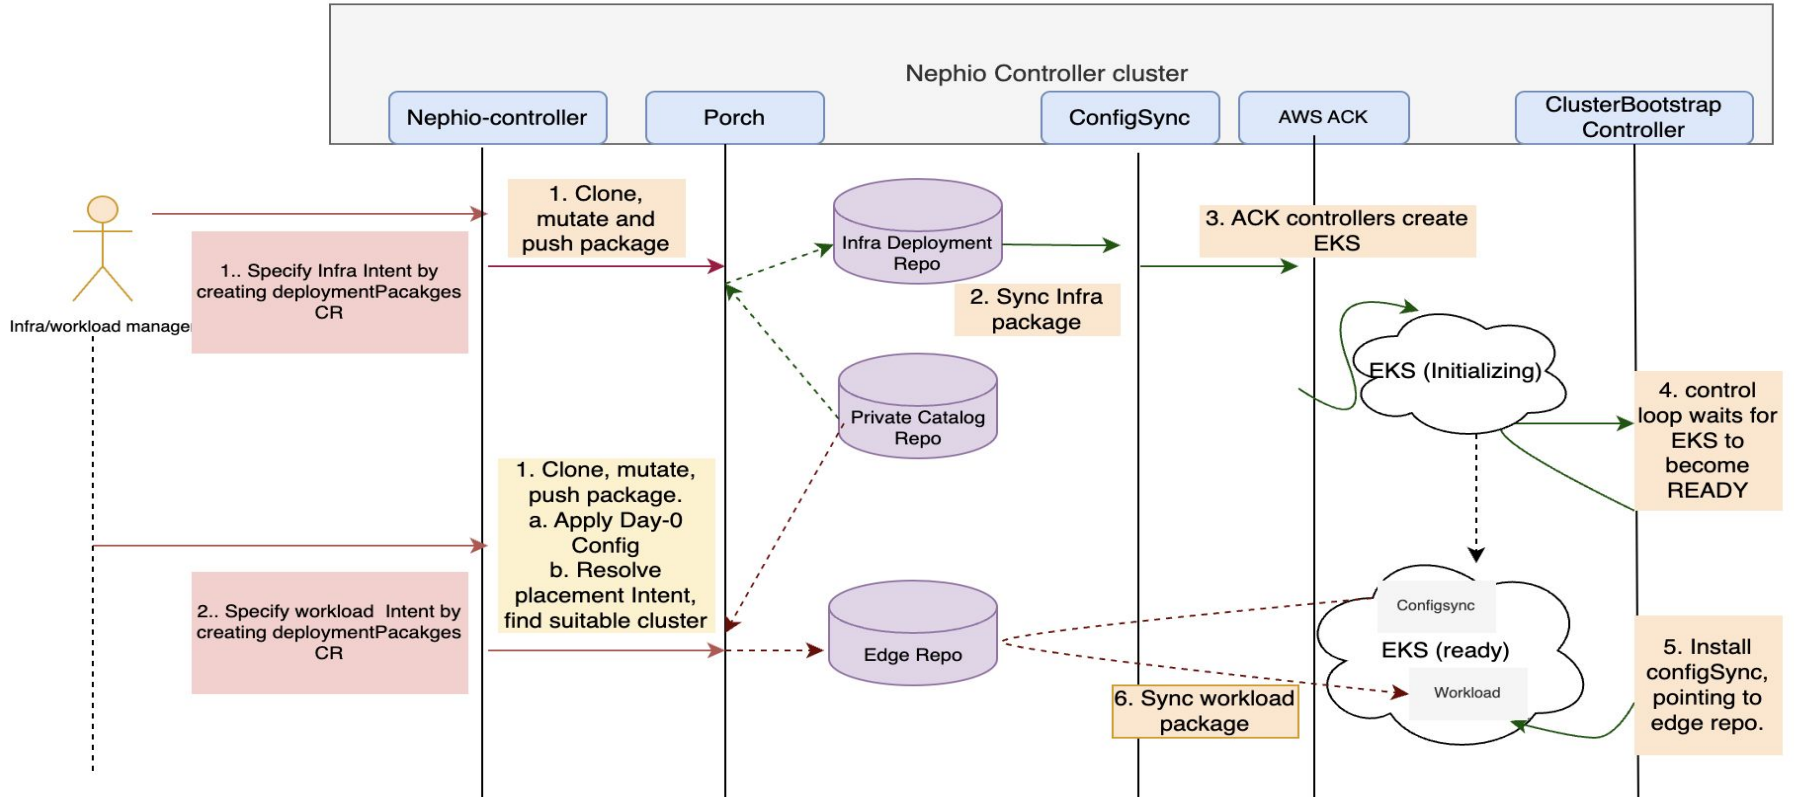 Nephio Controller cluster
Nephio-controller
Porch
ConfigSync
AWS ACK
ClusterBootstrap
Controller
1. Clone,
mutate and
push package
Infra Deployment
Repo
3. ACK controllers create
EKS
1.. Specify Infra Intent by
creating deploymentPacakges
CR
Infra/workload manage
2. Sync Infra
package
EKS (Initializing)
Private Catalog
Repo
4. control
loop waits for
EKS to
become
READY
1. Clone, mutate,
push package.
a. Apply Day-0
Config
b. Resolve
placement Intent,
find suitable cluster
2.. Specify workload  Intent by
creating deploymentPacakges
CR
Edge Repo
Configsync
EKS (ready)
Workload
5. Install
configSync,
pointing to
edge repo.
6. Sync workload
package